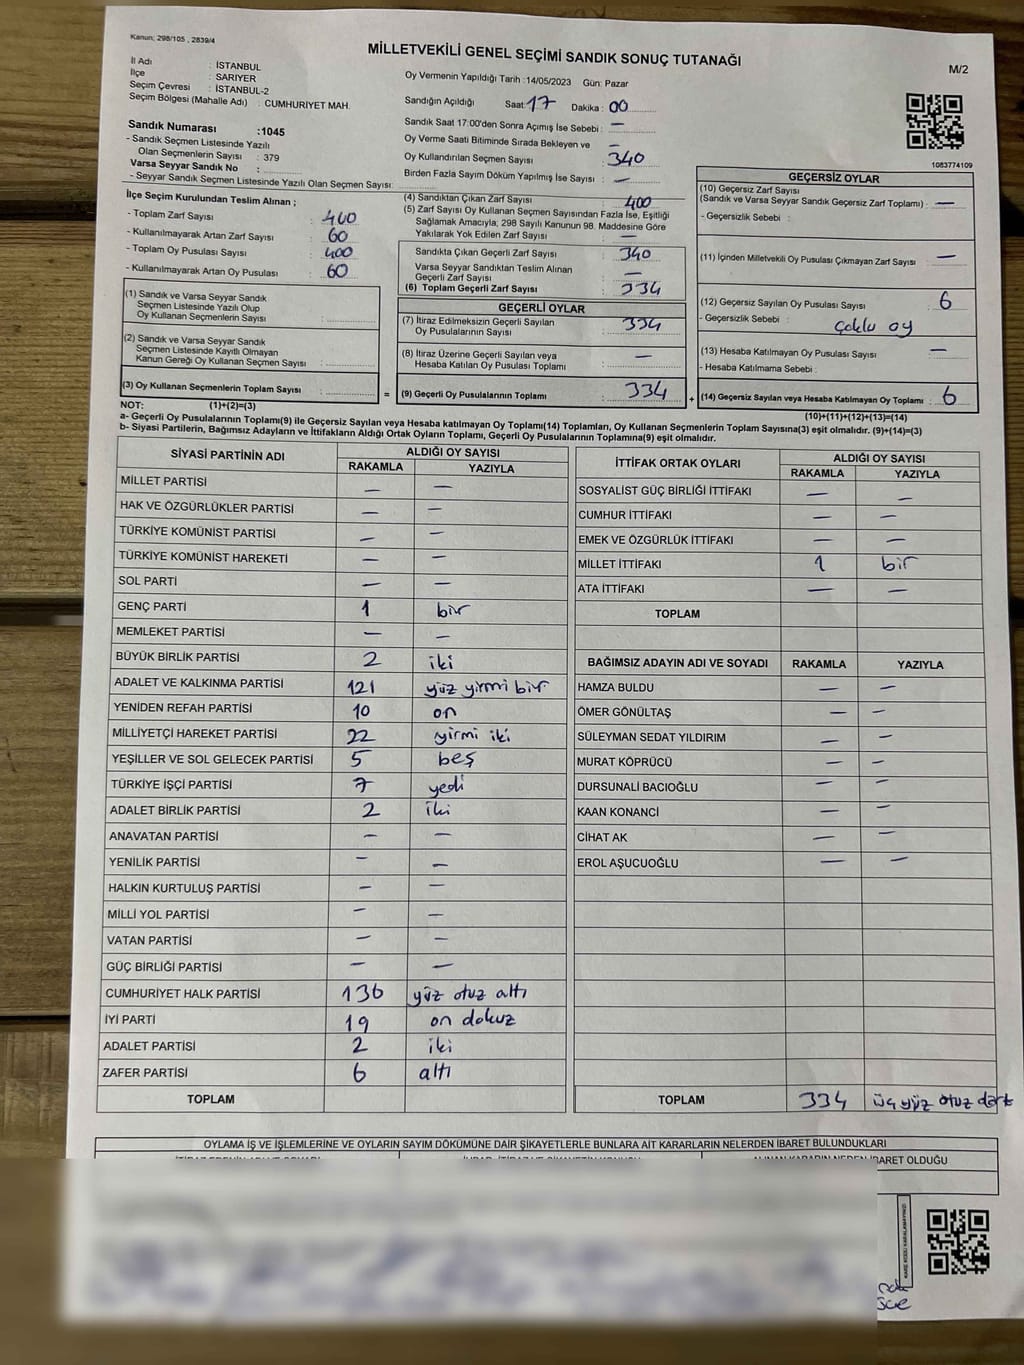 Kanun; 298/105 , 2839/4
MİLLETVEKİLİ GENEL SEÇİMİ SANDIK SONUÇ TUTANAĞI
M/2
İl Adı : İSTANBUL
İlçe : SARIYER
Seçim Çevresi : İSTANBUL-2
Seçim Bölgesi (Mahalle Adı) : CUMHURİYET MAH.
Sandık Numarası :1045
- Sandık Seçmen Listesinde Yazılı
Olan Seçmenlerin Sayısı : 379
Varsa Seyyar Sandık No :
- Seyyar Sandık Seçmen Listesinde Yazılı Olan Seçmen Sayısı:
Oy Vermenin Yapıldığı Tarih :14/05/2023 Gün: Pazar
Sandığın Açıldığı Saat: 17 Dakika : 00
Sandık Saat 17:00'den Sonra Açımış İse Sebebi : —
Oy Verme Saati Bitiminde Sırada Bekleyen ve
Oy Kullandırılan Seçmen Sayısı : 340
Birden Fazla Sayım Döküm Yapılmış İse Sayısı : —
1083774109
İlçe Seçim Kurulundan Teslim Alınan ;
- Toplam Zarf Sayısı : 400
- Kullanılmayarak Artan Zarf Sayısı : 60
- Toplam Oy Pusulası Sayısı : 400
- Kullanılmayarak Artan Oy Pusulası : 60
(1) Sandık ve Varsa Seyyar Sandık
Seçmen Listesinde Yazılı Olup
Oy Kullanan Seçmenlerin Sayısı :
(2) Sandık ve Varsa Seyyar Sandık
Seçmen Listesinde Kayıtlı Olmayan
Kanun Gereği Oy Kullanan Seçmen Sayısı :
(3) Oy Kullanan Seçmenlerin Toplam Sayısı : =
(4) Sandıktan Çıkan Zarf Sayısı : 400
(5) Zarf Sayısı Oy Kullanan Seçmen Sayısından Fazla İse, Eşitliği
Sağlamak Amacıyla; 298 Sayılı Kanunun 98. Maddesine Göre
Yakılarak Yok Edilen Zarf Sayısı : —
Sandıkta Çıkan Geçerli Zarf Sayısı : 340
Varsa Seyyar Sandıktan Teslim Alınan
Geçerli Zarf Sayısı : —
(6) Toplam Geçerli Zarf Sayısı : 334
GEÇERLİ OYLAR
(7) İtiraz Edilmeksizin Geçerli Sayılan
Oy Pusulalarının Sayısı : 334
(8) İtiraz Üzerine Geçerli Sayılan veya
Hesaba Katılan Oy Pusulası Toplamı : —
(9) Geçerli Oy Pusulalarının Toplamı : 334 +
GEÇERSİZ OYLAR
(10) Geçersiz Zarf Sayısı
(Sandık ve Varsa Seyyar Sandık Geçersiz Zarf Toplamı) : —
- Geçersizlik Sebebi :
(11) İçinden Milletvekili Oy Pusulası Çıkmayan Zarf Sayısı : —
(12) Geçersiz Sayılan Oy Pusulası Sayısı : 6
- Geçersizlik Sebebi : çoklu oy
(13) Hesaba Katılmayan Oy Pusulası Sayısı : —
- Hesaba Katılmama Sebebi :
(14) Geçersiz Sayılan veya Hesaba Katılmayan Oy Toplamı : 6
NOT: (1)+(2)=(3)
(10)+(11)+(12)+(13)=(14)
a- Geçerli Oy Pusulalarının Toplamı(9) ile Geçersiz Sayılan veya Hesaba katılmayan Oy Toplamı(14) Toplamları, Oy Kullanan Seçmenlerin Toplam Sayısına(3) eşit olmalıdır. (9)+(14)=(3)
b- Siyasi Partilerin, Bağımsız Adayların ve İttifakların Aldığı Ortak Oyların Toplamı, Geçerli Oy Pusulalarının Toplamına(9) eşit olmalıdır.
SİYASİ PARTİNİN ADI ALDIĞI OY SAYISI
RAKAMLA YAZIYLA
MİLLET PARTİSİ — —
HAK VE ÖZGÜRLÜKLER PARTİSİ — —
TÜRKİYE KOMÜNİST PARTİSİ — —
TÜRKİYE KOMÜNİST HAREKETİ — —
SOL PARTİ — —
GENÇ PARTİ 1 bir
MEMLEKET PARTİSİ — —
BÜYÜK BİRLİK PARTİSİ 2 iki
ADALET VE KALKINMA PARTİSİ 121 yüz yirmi bir
YENİDEN REFAH PARTİSİ 10 on
MİLLİYETÇİ HAREKET PARTİSİ 22 yirmi iki
YEŞİLLER VE SOL GELECEK PARTİSİ 5 beş
TÜRKİYE İŞÇİ PARTİSİ 7 yedi
ADALET BİRLİK PARTİSİ 2 iki
ANAVATAN PARTİSİ — —
YENİLİK PARTİSİ — —
HALKIN KURTULUŞ PARTİSİ — —
MİLLİ YOL PARTİSİ — —
VATAN PARTİSİ — —
GÜÇ BİRLİĞİ PARTİSİ — —
CUMHURİYET HALK PARTİSİ 136 yüz otuz altı
İYİ PARTİ 19 on dokuz
ADALET PARTİSİ 2 iki
ZAFER PARTİSİ 6 altı
TOPLAM
İTTİFAK ORTAK OYLARI ALDIĞI OY SAYISI
RAKAMLA YAZIYLA
SOSYALİST GÜÇ BİRLİĞİ İTTİFAKI — —
CUMHUR İTTİFAKI — —
EMEK VE ÖZGÜRLÜK İTTİFAKI — —
MİLLET İTTİFAKI 1 bir
ATA İTTİFAKI — —
TOPLAM
BAĞIMSIZ ADAYIN ADI VE SOYADI RAKAMLA YAZIYLA
HAMZA BULDU — —
ÖMER GÖNÜLTAŞ — —
SÜLEYMAN SEDAT YILDIRIM — —
MURAT KÖPRÜCÜ — —
DURSUNALİ BACIOĞLU — —
KAAN KONANCİ — —
CİHAT AK — —
EROL AŞUCUOĞLU — —
TOPLAM 334 üç yüz otuz dört
OYLAMA İŞ VE İŞLEMLERİNE VE OYLARIN SAYIM DÖKÜMÜNE DAİR ŞİKAYETLERLE BUNLARA AİT KARARLARIN NELERDEN İBARET BULUNDUKLARI
ALINAN KARARIN NEDEN İBARET OLDUĞU